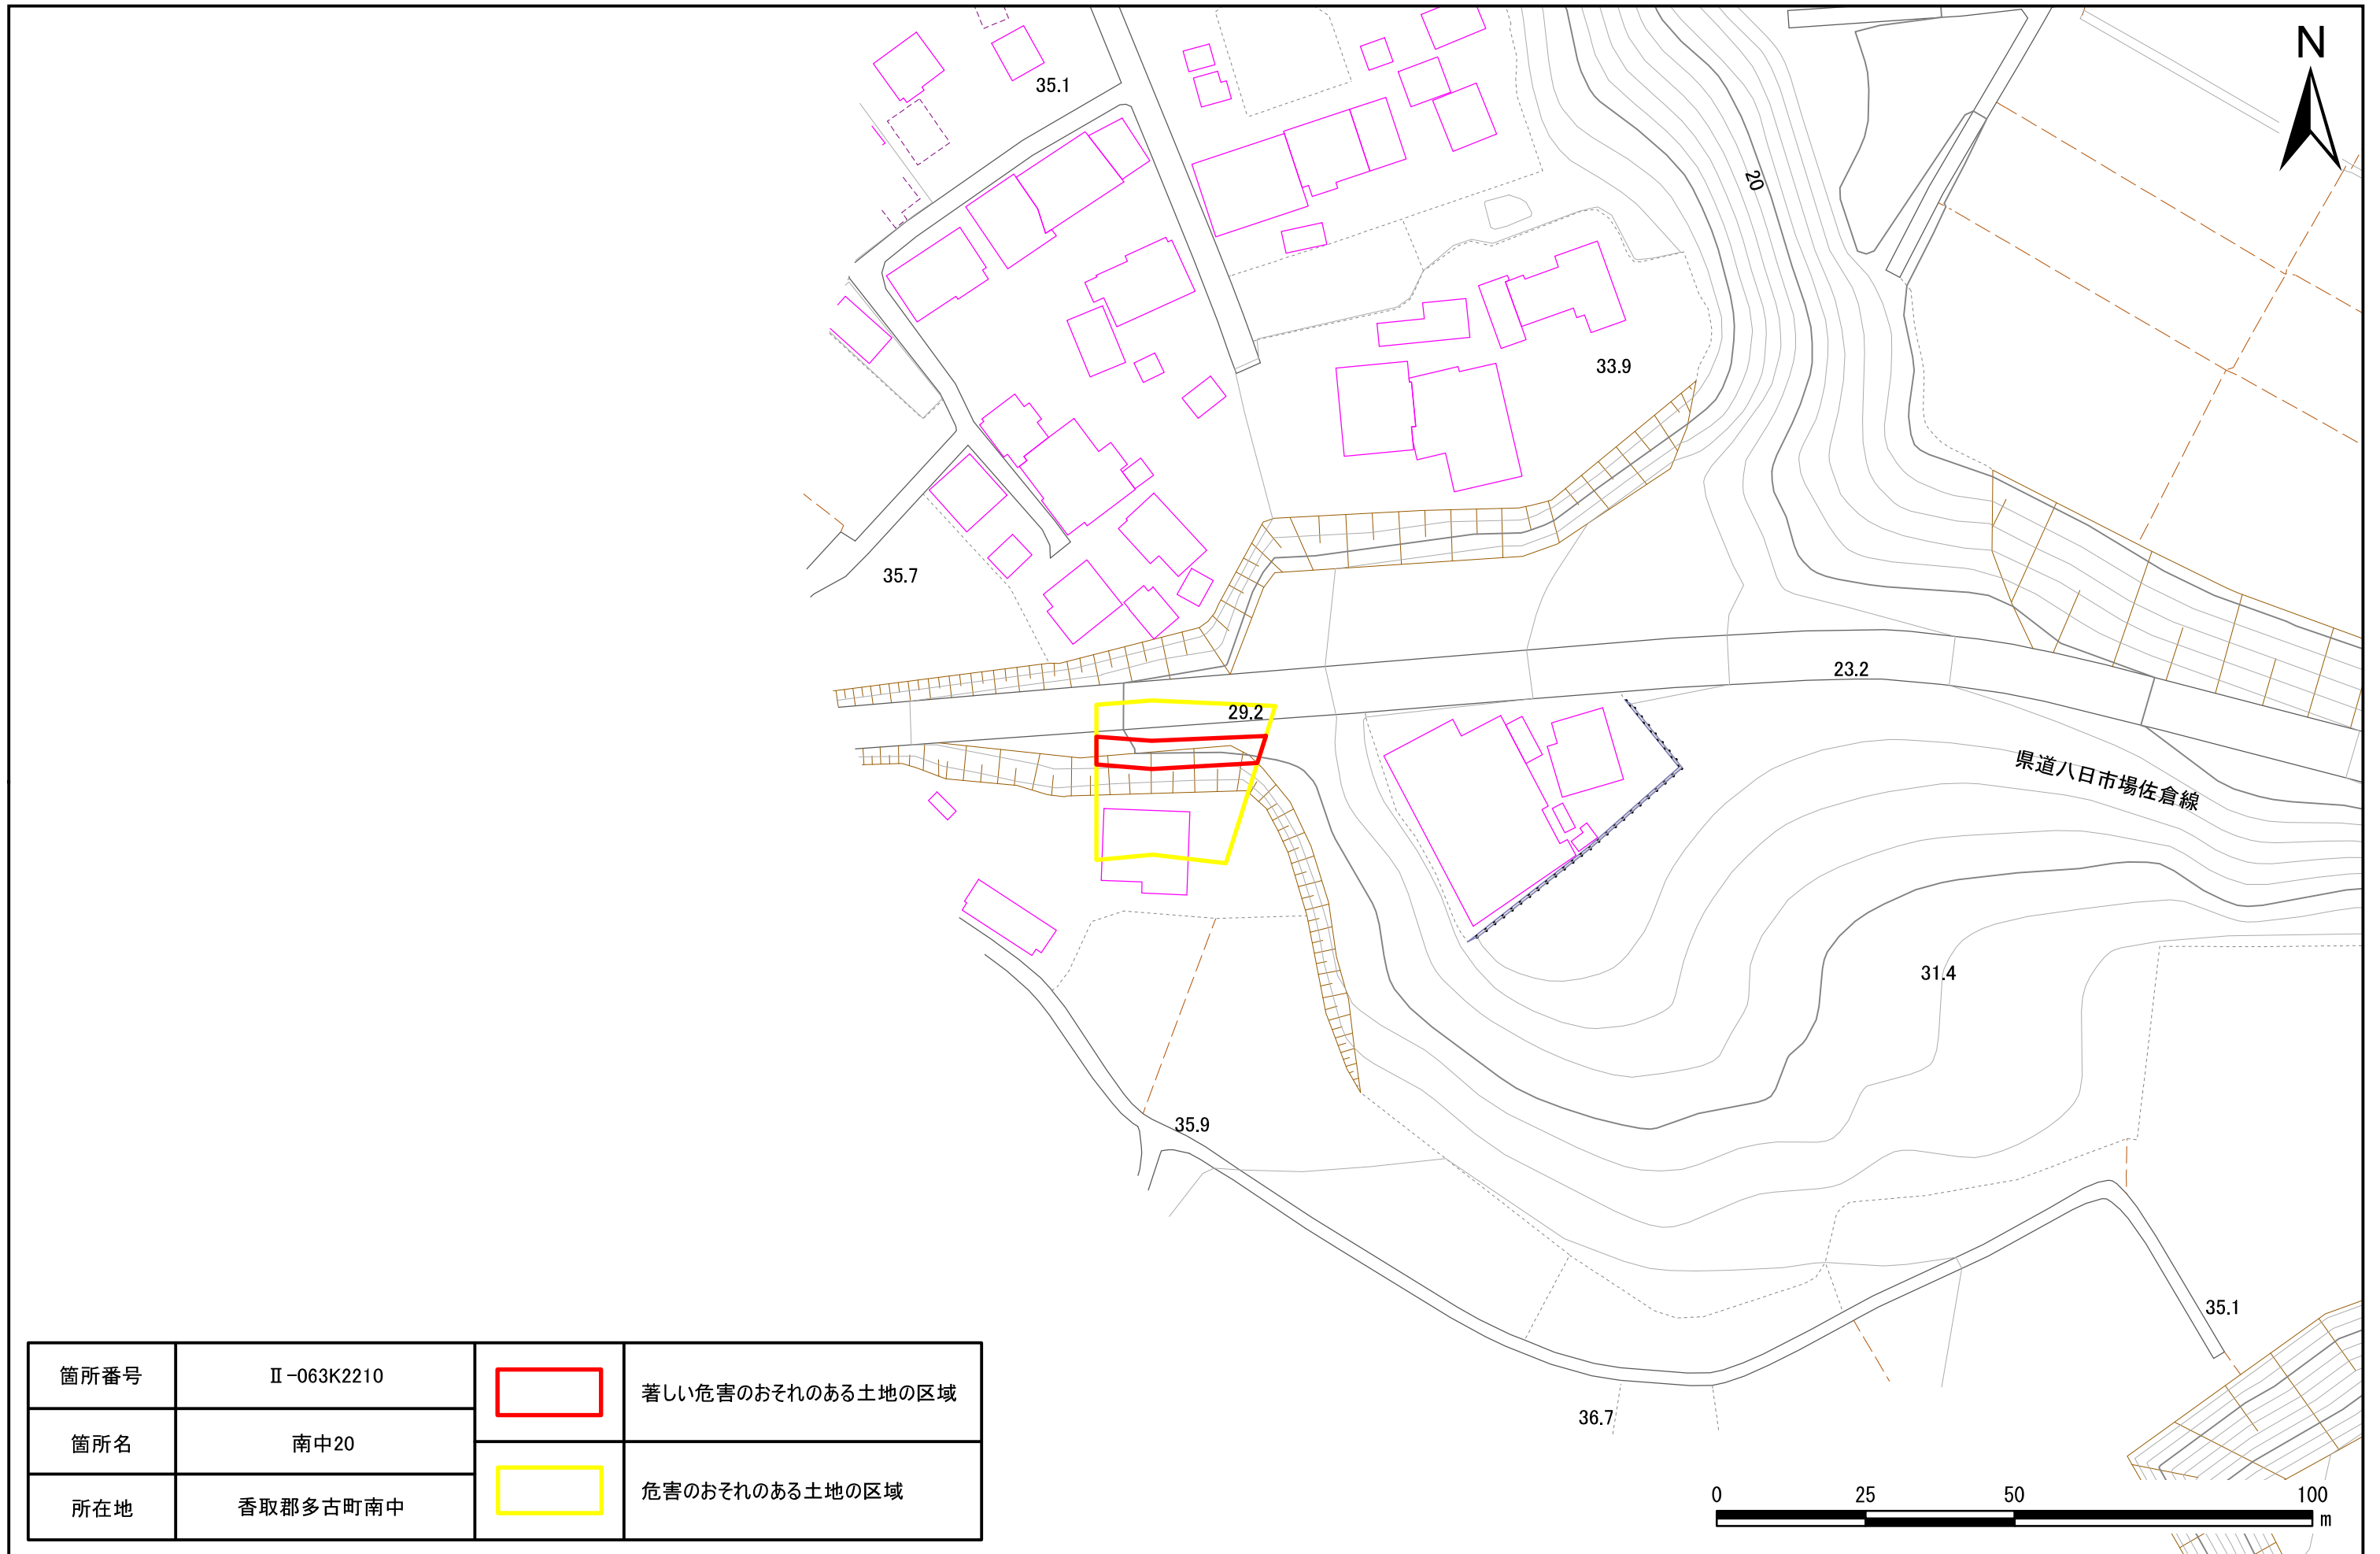 N
35.1
20
33.9
35.7
23.2
29.2
県道八日市場佐倉線
31.4
35.9
35.1
36.7
箇所番号 Ⅱ-063K2210
箇所名 南中20
所在地 香取郡多古町南中
著しい危害のおそれのある土地の区域
危害のおそれのある土地の区域
0 25 50 100
m